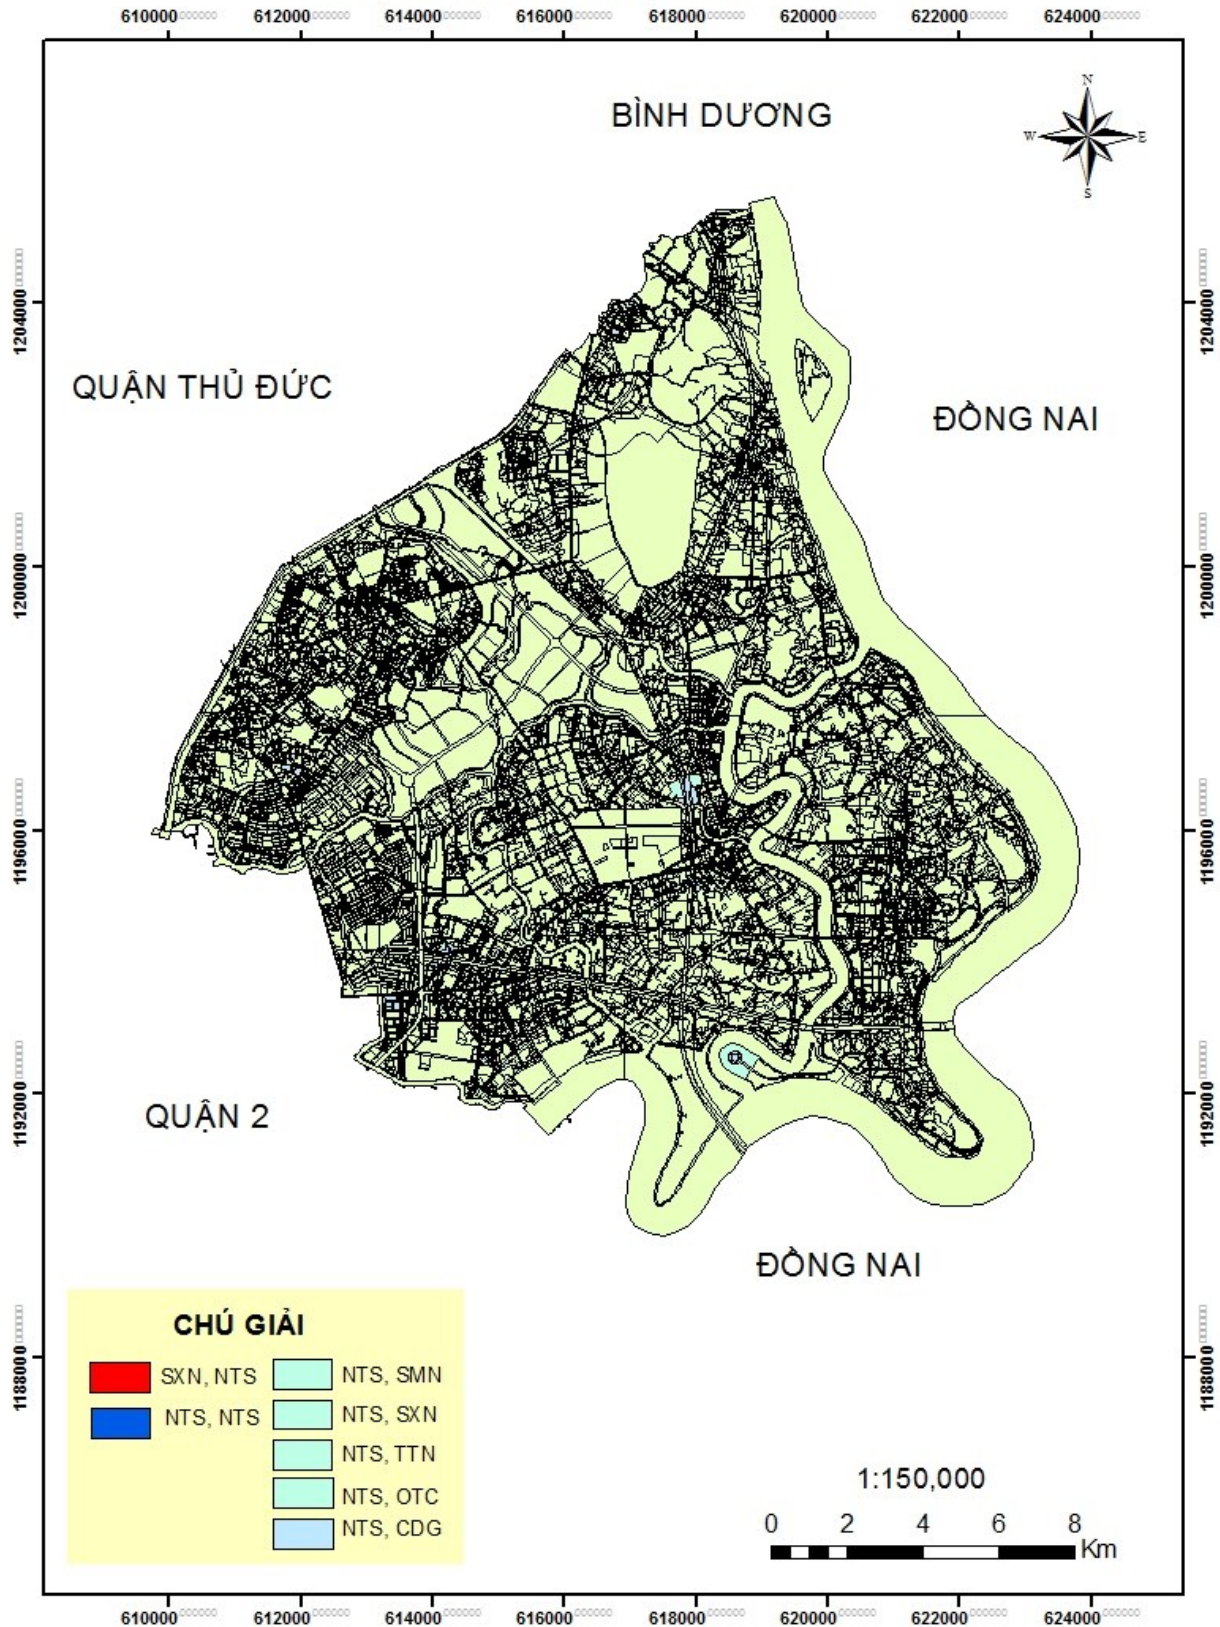 610000 612000 614000 616000 618000 620000 622000 624000
N
W E
S
BÌNH DƯƠNG
1204000 1204000
QUẬN THỦ ĐỨC
ĐỒNG NAI
1200000 1200000
1196000 1196000
1192000 1192000
QUẬN 2
ĐỒNG NAI
1188000 1188000
CHÚ GIẢI
SXN, NTS
NTS, NTS
NTS, SMN
NTS, SXN
NTS, TTN
NTS, OTC
NTS, CDG
1:150,000
0 2 4 6 8
Km
610000 612000 614000 616000 618000 620000 622000 624000